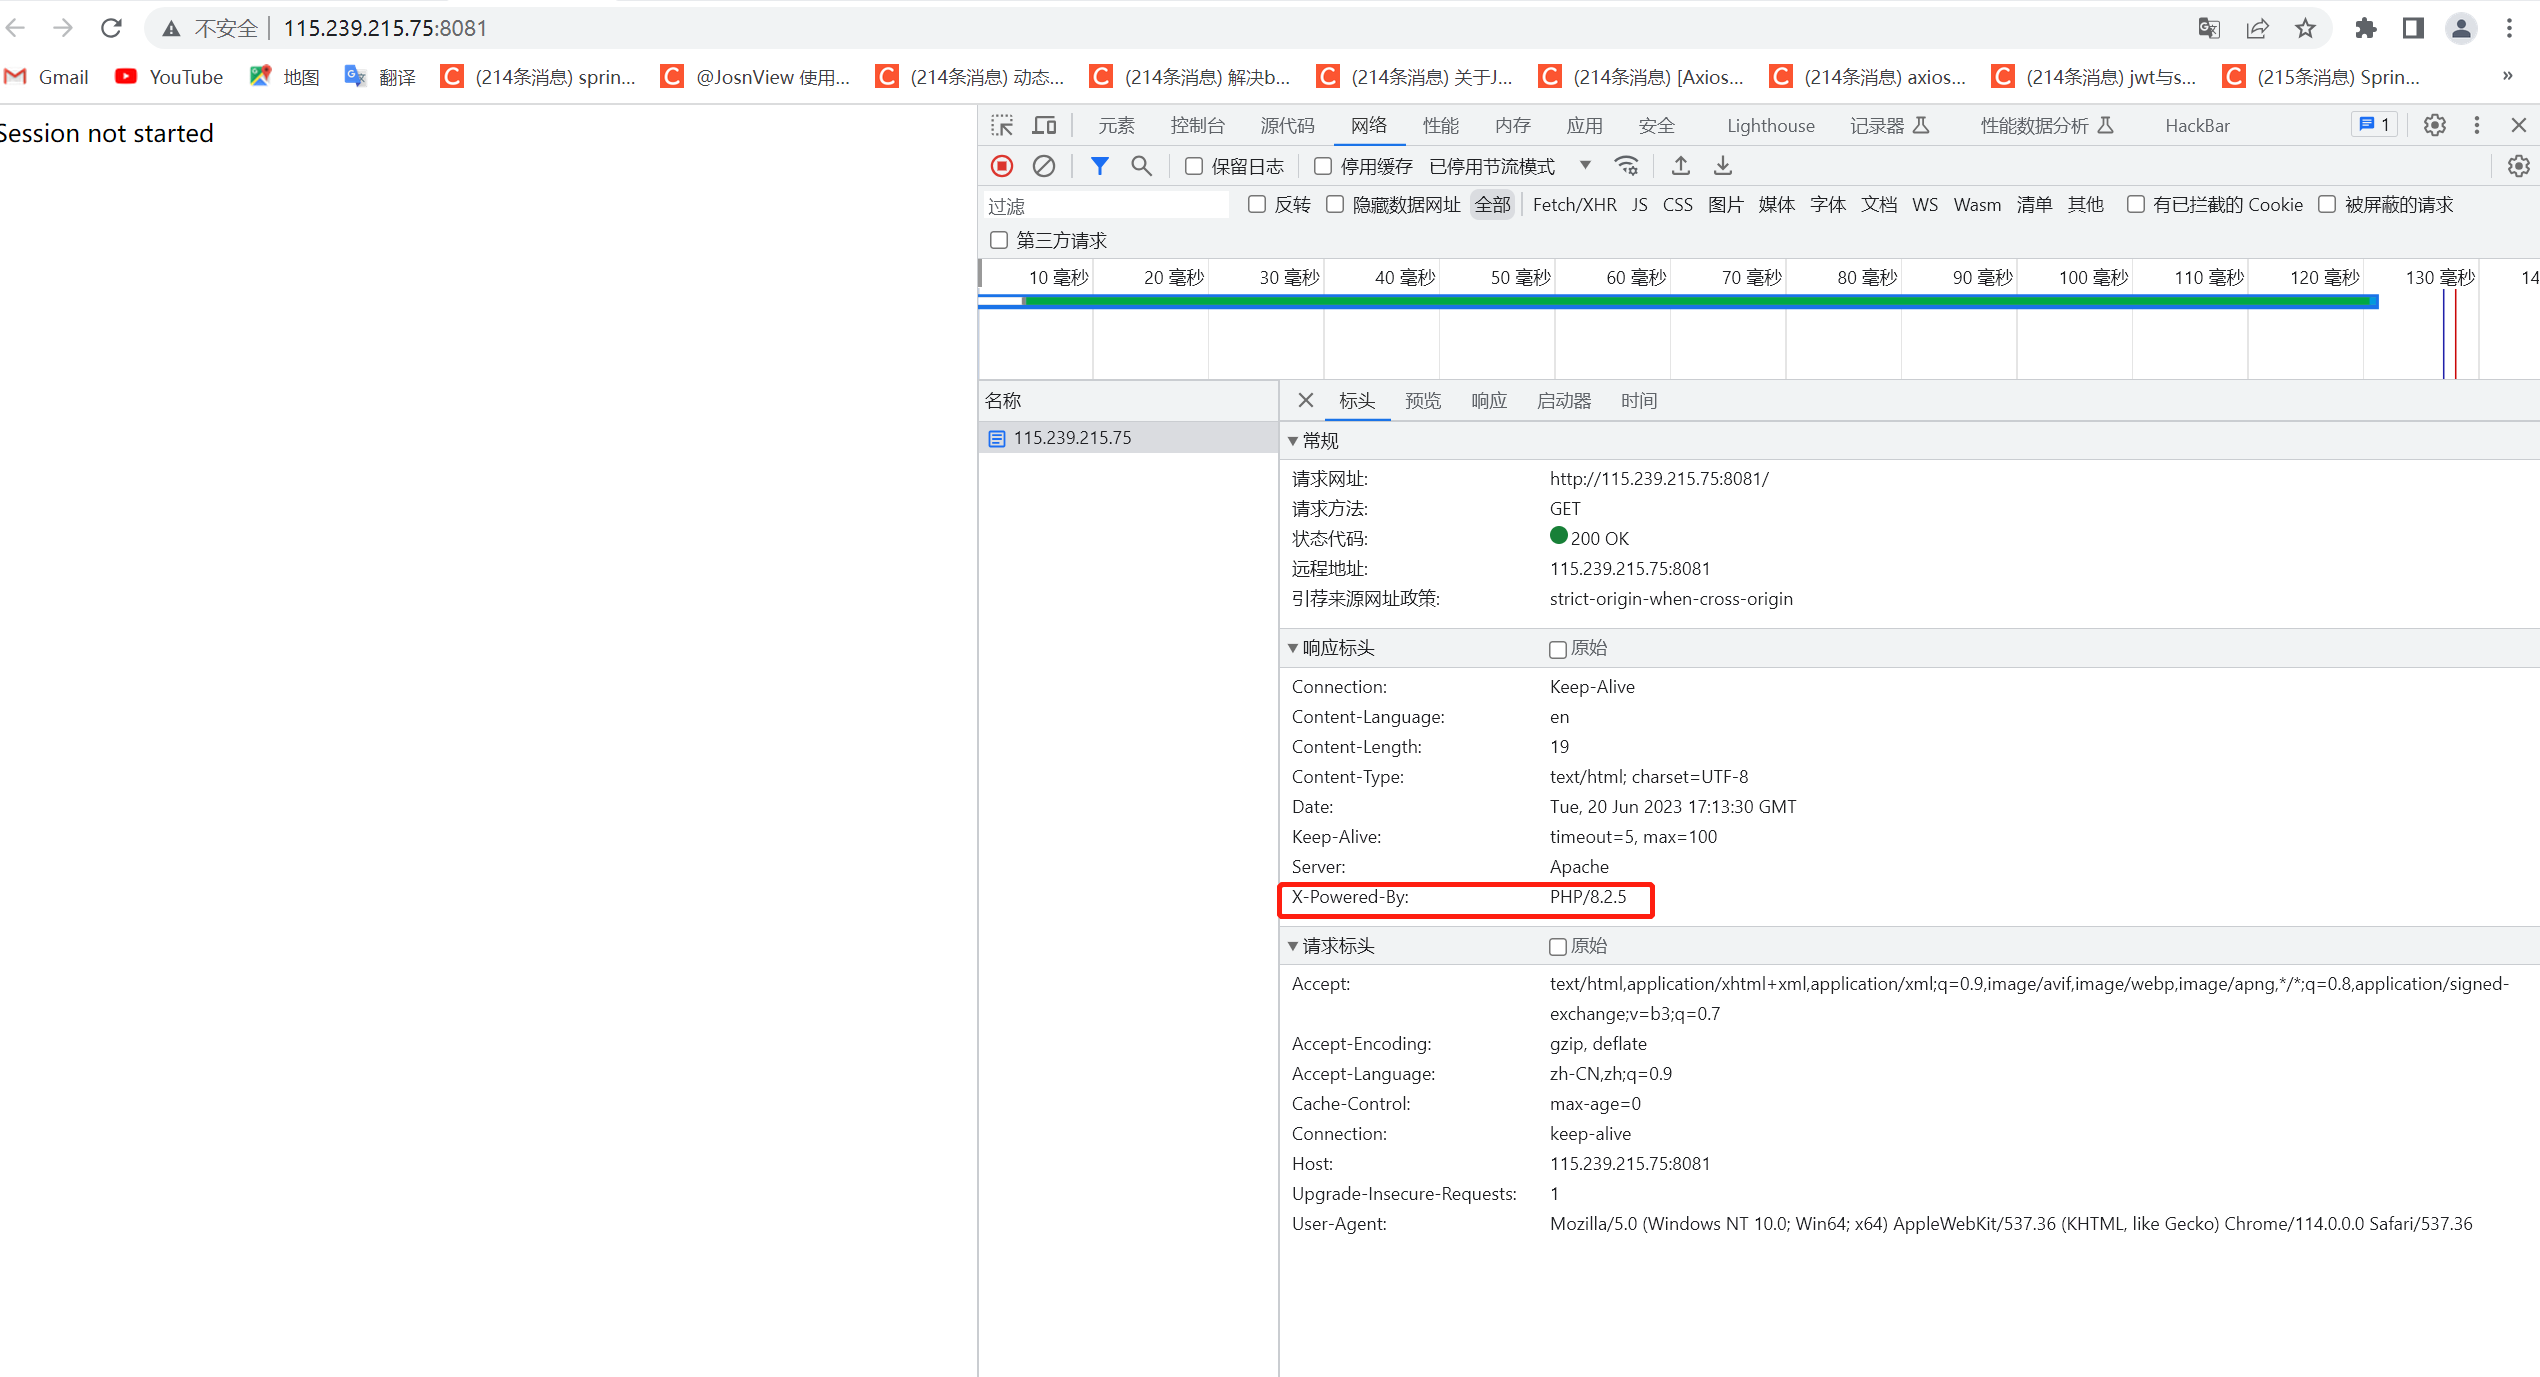 不安全 115.239.215.75:8081
Gmail YouTube 地图 翻译 (214条消息) sprin... @JosnView 使用... (214条消息) 动态... (214条消息) 解决b... (214条消息) 关于J... (214条消息) [Axios... (214条消息) axios... (214条消息) jwt与s... (215条消息) Sprin... »
Session not started
元素 控制台 源代码 网络 性能 内存 应用 安全 Lighthouse 记录器 性能数据分析 HackBar 1
保留日志 停用缓存 已停用节流模式
过滤 反转 隐藏数据网址 全部 Fetch/XHR JS CSS 图片 媒体 字体 文档 WS Wasm 清单 其他 有已拦截的 Cookie 被屏蔽的请求
第三方请求
10 毫秒 20 毫秒 30 毫秒 40 毫秒 50 毫秒 60 毫秒 70 毫秒 80 毫秒 90 毫秒 100 毫秒 110 毫秒 120 毫秒 130 毫秒 14
名称
115.239.215.75
标头 预览 响应 启动器 时间
常规
请求网址: http://115.239.215.75:8081/
请求方法: GET
状态代码: 200 OK
远程地址: 115.239.215.75:8081
引荐来源网址政策: strict-origin-when-cross-origin
响应标头 原始
Connection: Keep-Alive
Content-Language: en
Content-Length: 19
Content-Type: text/html; charset=UTF-8
Date: Tue, 20 Jun 2023 17:13:30 GMT
Keep-Alive: timeout=5, max=100
Server: Apache
X-Powered-By: PHP/8.2.5
请求标头 原始
Accept: text/html,application/xhtml+xml,application/xml;q=0.9,image/avif,image/webp,image/apng,*/*;q=0.8,application/signed-
exchange;v=b3;q=0.7
Accept-Encoding: gzip, deflate
Accept-Language: zh-CN,zh;q=0.9
Cache-Control: max-age=0
Connection: keep-alive
Host: 115.239.215.75:8081
Upgrade-Insecure-Requests: 1
User-Agent: Mozilla/5.0 (Windows NT 10.0; Win64; x64) AppleWebKit/537.36 (KHTML, like Gecko) Chrome/114.0.0.0 Safari/537.36